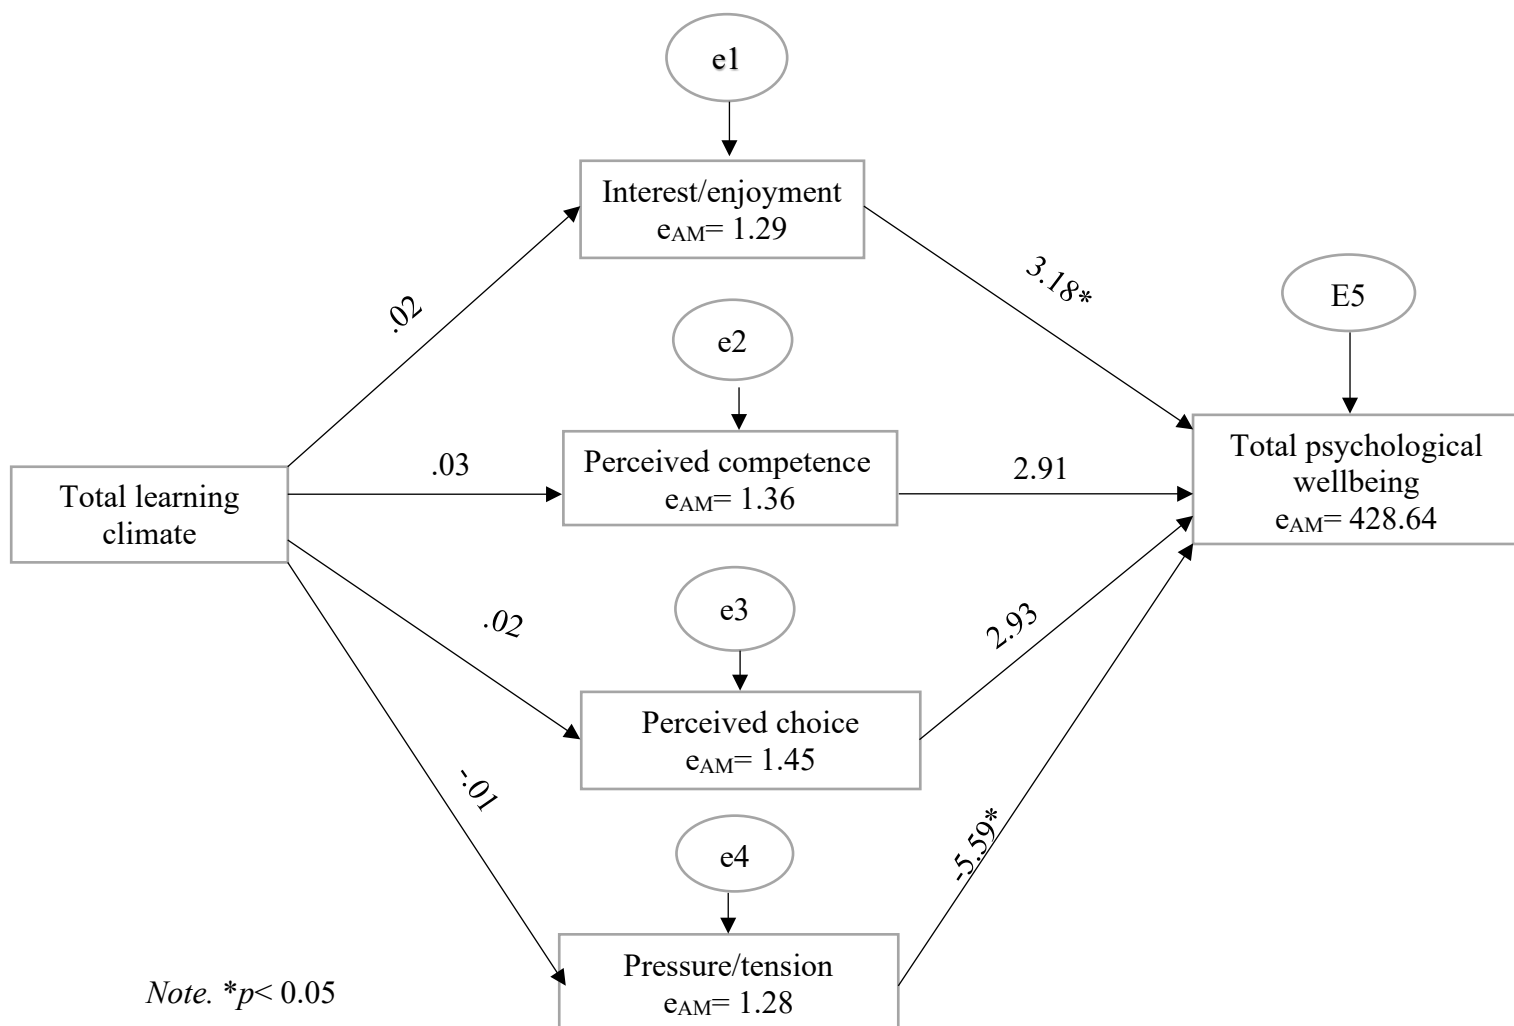 e1
Interest/enjoyment
eAM= 1.29
.02
3.18*
E5
e2
Perceived competence
eAM= 1.36
.03
2.91
Total learning
climate
Total psychological
wellbeing
eAM= 428.64
e3
.02
2.93
Perceived choice
eAM= 1.45
-.01
-5.59*
e4
Pressure/tension
eAM= 1.28
Note. *p< 0.05